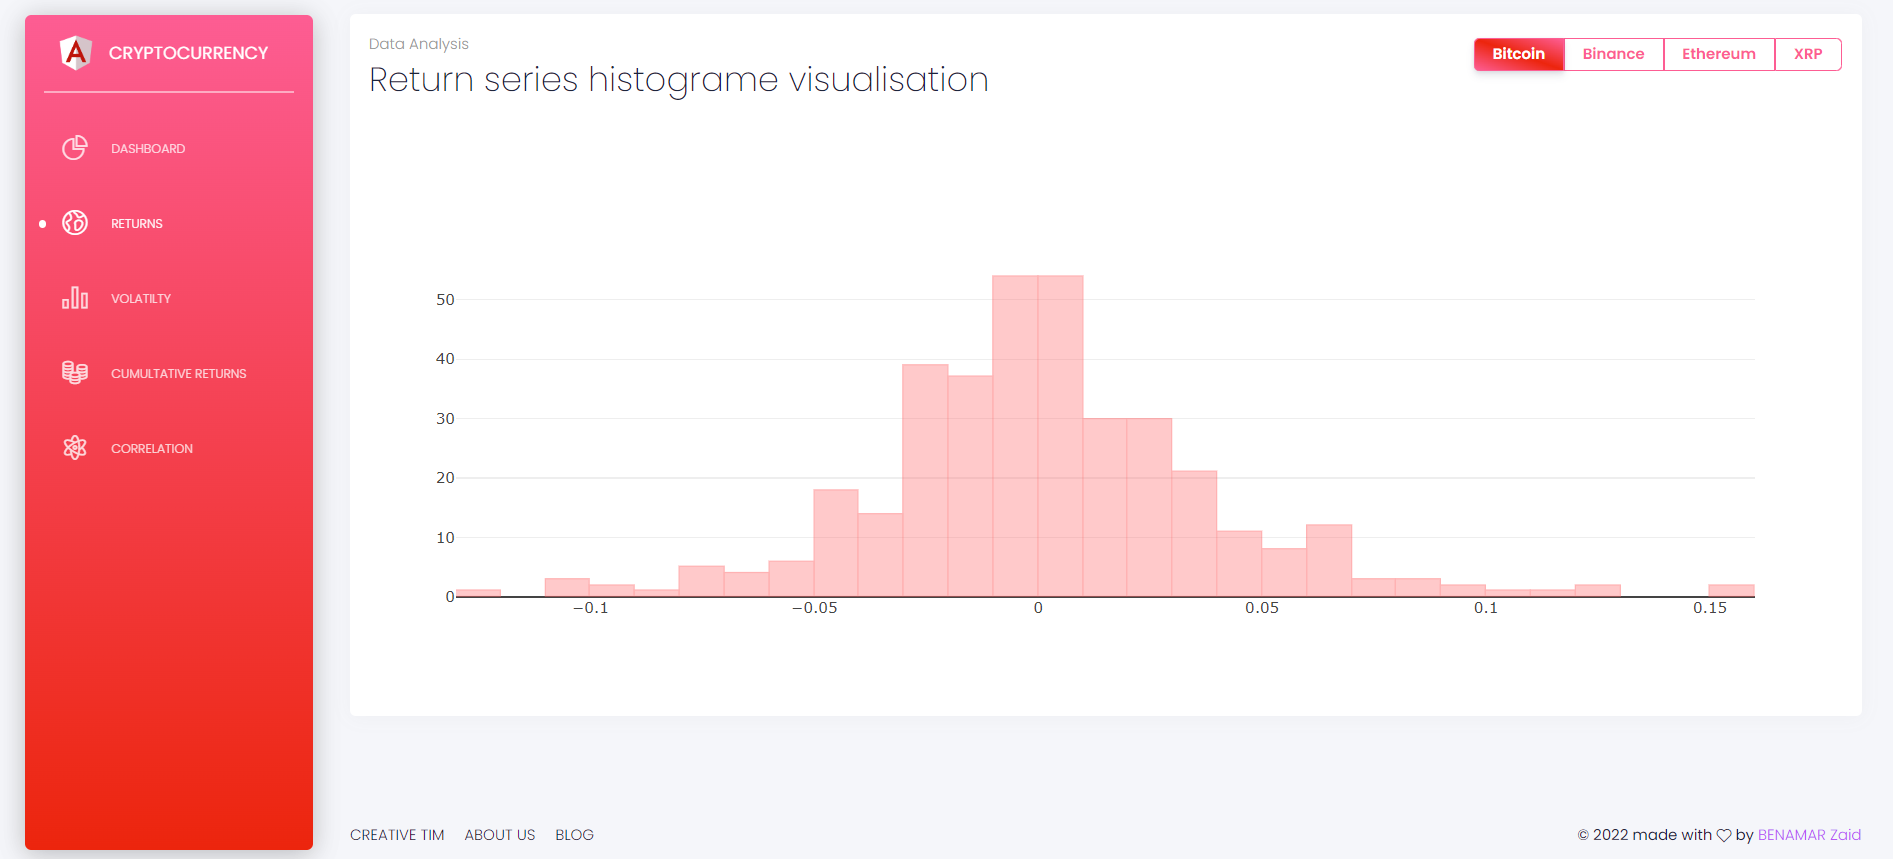 CRYPTOCURRENCY
DASHBOARD
RETURNS
VOLATILTY
CUMULTATIVE RETURNS
CORRELATION
Data Analysis
Return series histograme visualisation
Bitcoin Binance Ethereum XRP
50
40
30
20
10
0
−0.1 −0.05 0 0.05 0.1 0.15
CREATIVE TIM ABOUT US BLOG
© 2022 made with ♡ by BENAMAR Zaid